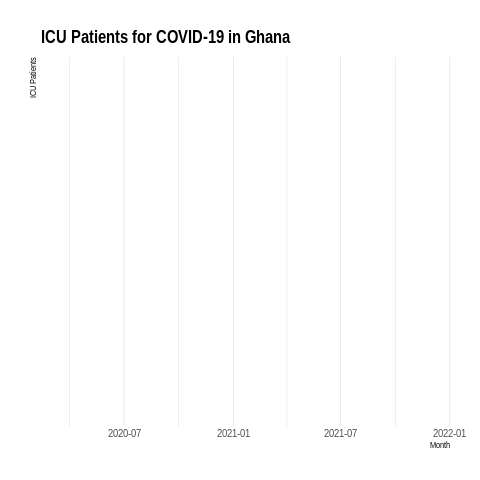 ICU Patients for COVID-19 in Ghana
ICU Patients
2020-07 2021-01 2021-07 2022-01
Month